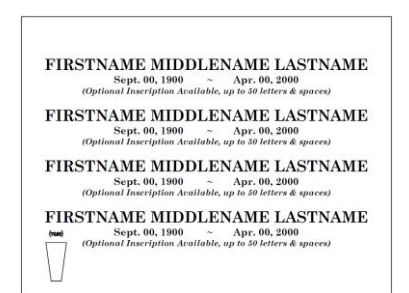 FIRSTNAME MIDDLENAME LASTNAME
Sept. 00, 1900 ~ Apr. 00, 2000
(Optional Inscription Available, up to 50 letters & spaces)
FIRSTNAME MIDDLENAME LASTNAME
Sept. 00, 1900 ~ Apr. 00, 2000
(Optional Inscription Available, up to 50 letters & spaces)
FIRSTNAME MIDDLENAME LASTNAME
Sept. 00, 1900 ~ Apr. 00, 2000
(Optional Inscription Available, up to 50 letters & spaces)
FIRSTNAME MIDDLENAME LASTNAME
Sept. 00, 1900 ~ Apr. 00, 2000
(Optional Inscription Available, up to 50 letters & spaces)